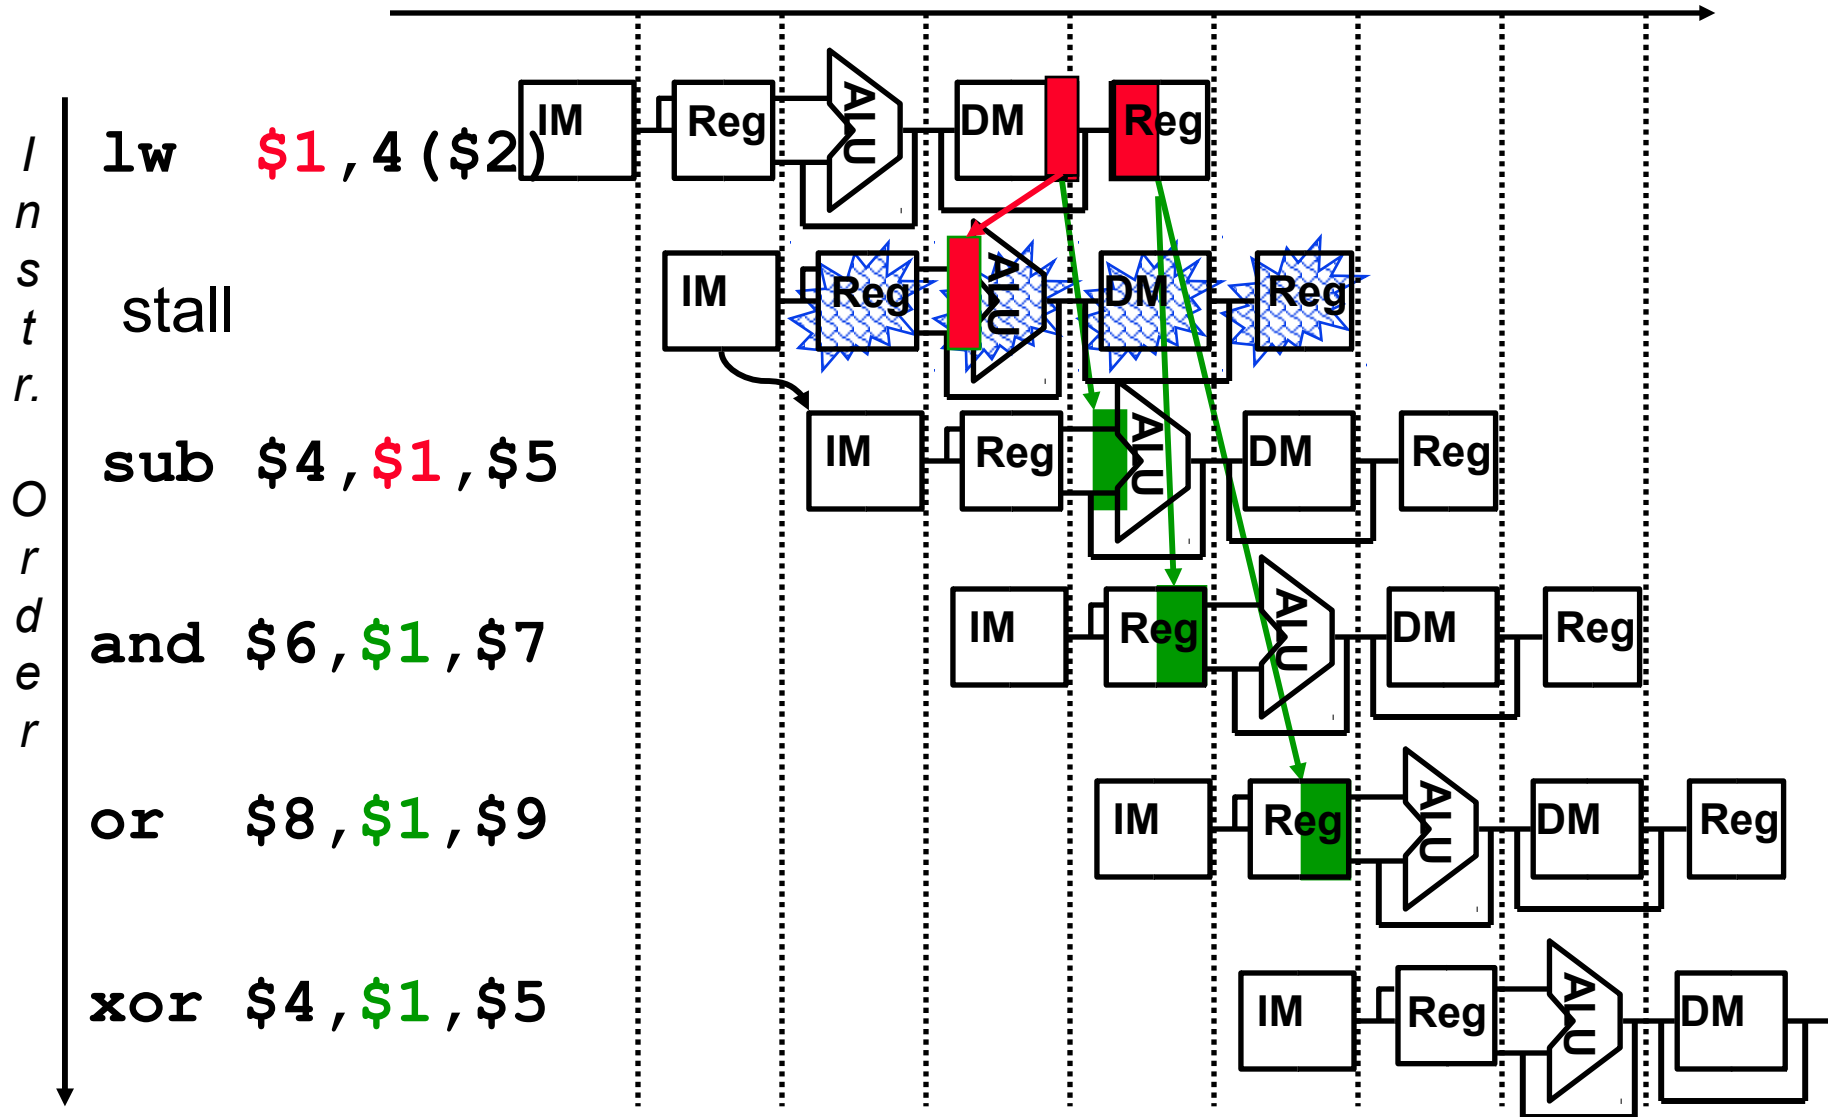 Instr. Order
lw $1,4($2) IM Reg ALU DM Reg
stall IM Reg ALU DM Reg
sub $4,$1,$5 IM Reg ALU DM Reg
and $6,$1,$7 IM Reg ALU DM Reg
or $8,$1,$9 IM Reg ALU DM Reg
xor $4,$1,$5 IM Reg ALU DM